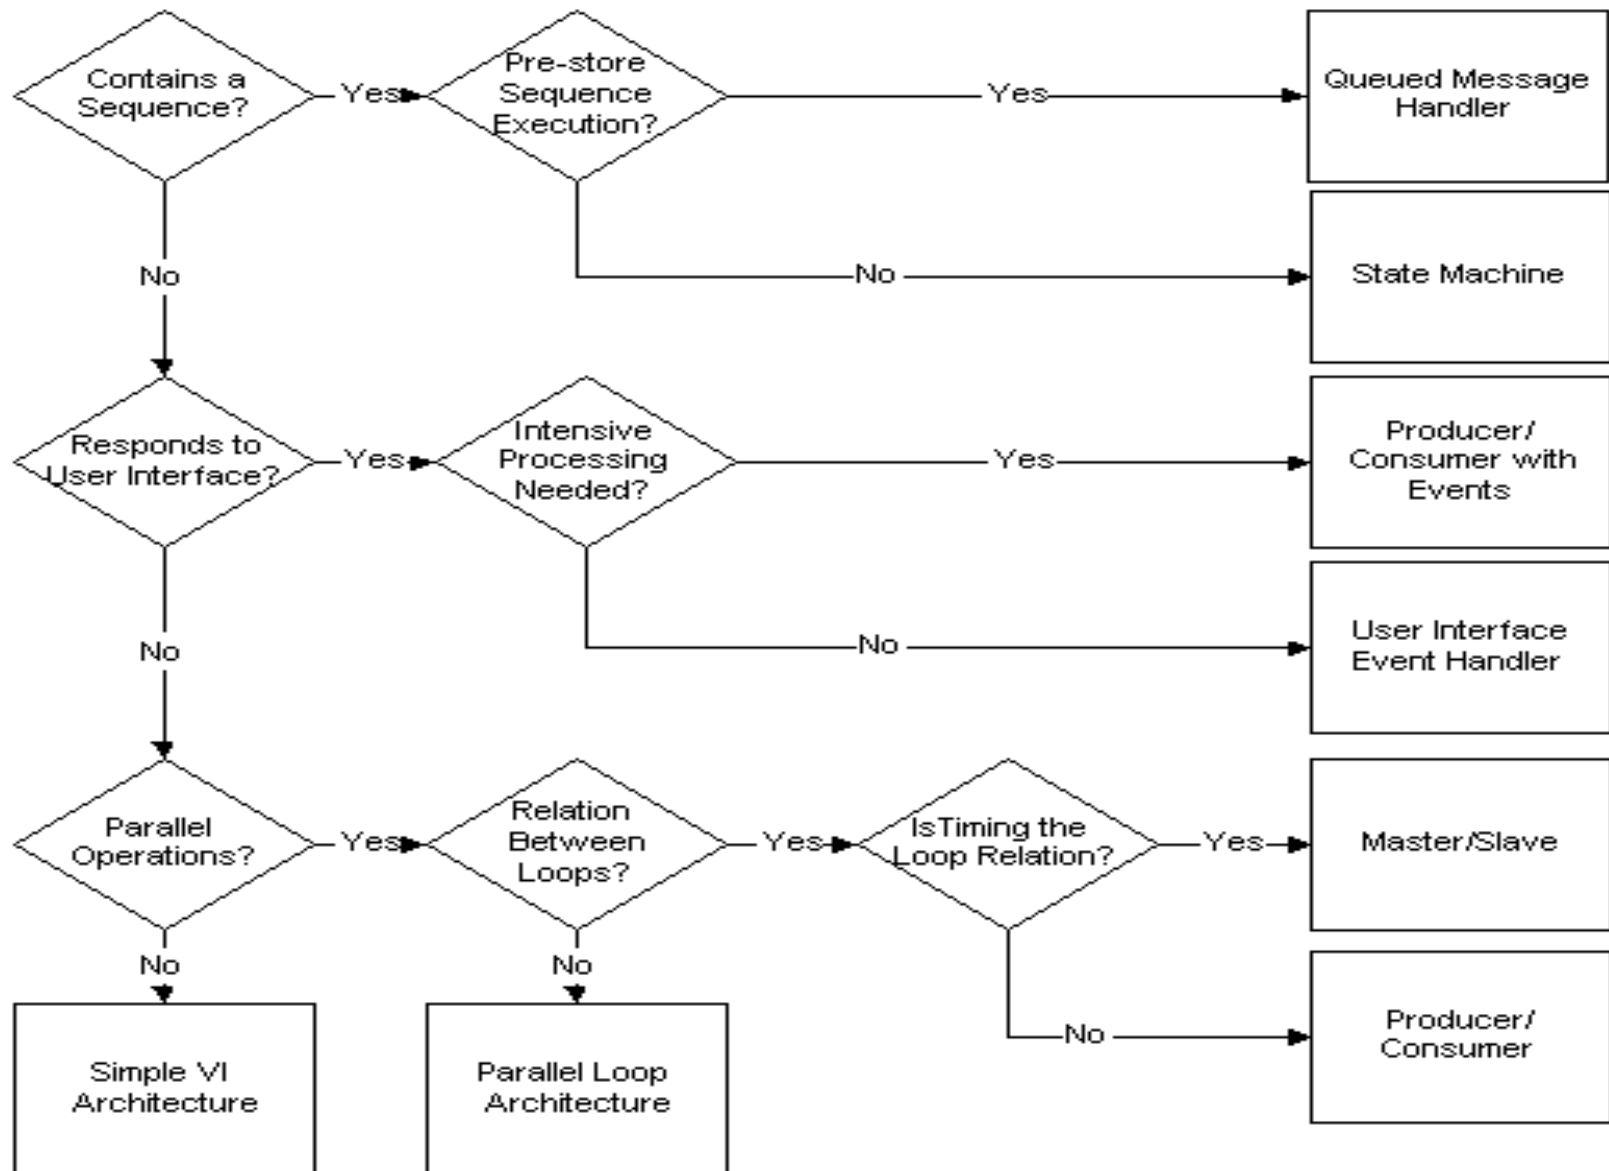 Contains a
Sequence?
Yes
Pre-store
Sequence
Execution?
Yes
Queued Message
Handler
No
No
State Machine
Responds to
User Interface?
Yes
Intensive
Processing
Needed?
Yes
Producer/
Consumer with
Events
No
No
User Interface
Event Handler
Parallel
Operations?
Yes
Relation
Between
Loops?
Yes
IsTiming the
Loop Relation?
Yes
Master/Slave
No
No
No
Producer/
Consumer
Simple VI
Architecture
Parallel Loop
Architecture